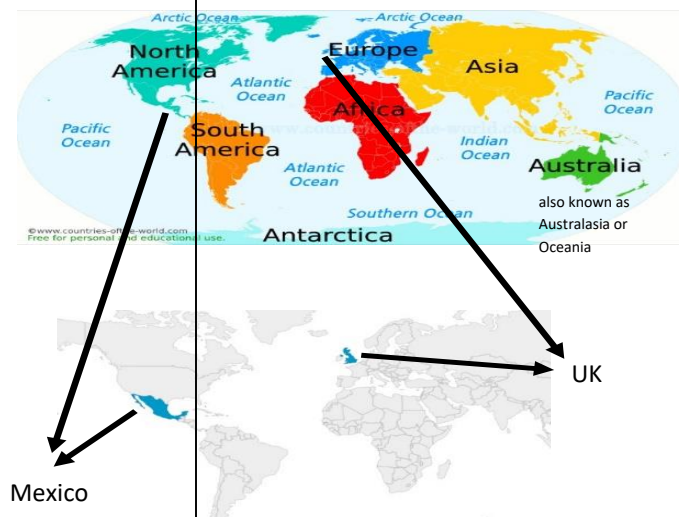 Arctic Ocean
Arctic Ocean
North
America
Europe
Asia
Atlantic
Ocean
Pacific
Ocean
Africa
Pacific
Ocean
South
America
Indian
Ocean
Atlantic
Ocean
Australia
also known as
Australasia or
Oceania
Southern Ocean
©www.countries-ofthe-world.com
Free for personal and educational use.
Antarctica
UK
Mexico